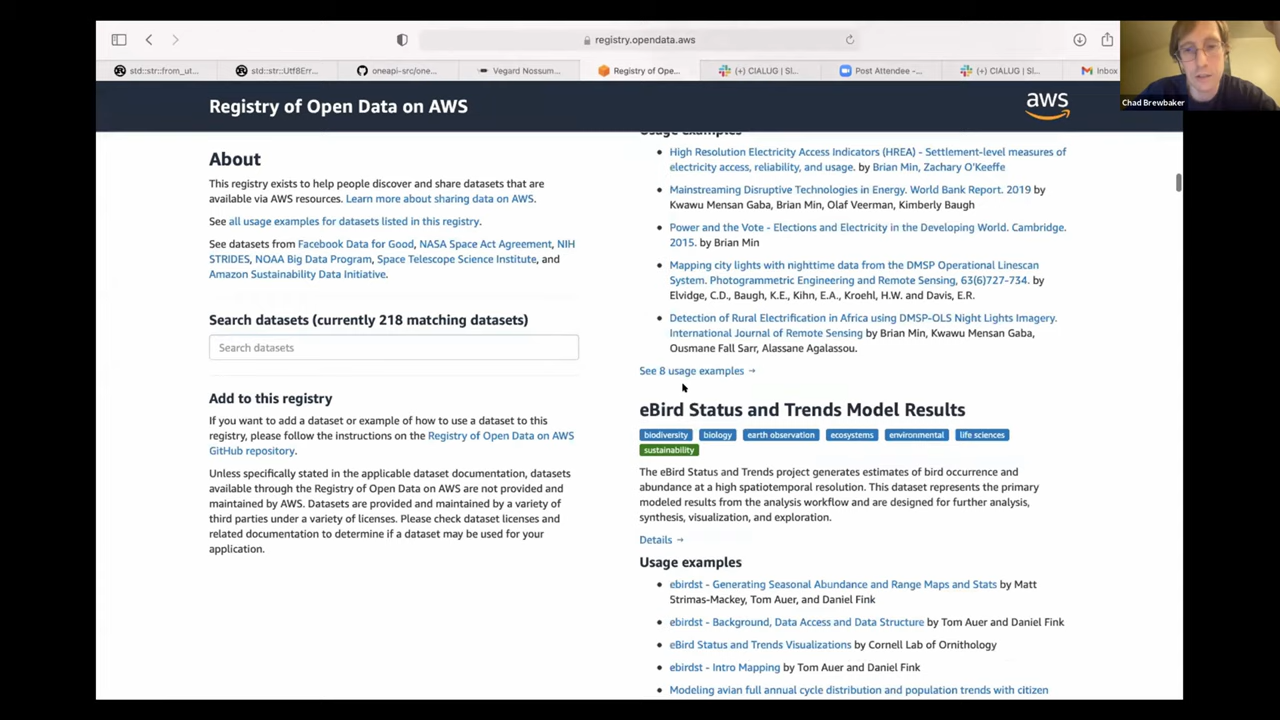 registry.opendata.aws
std::str::from_ut...
std::str::Utf8Err...
oneapi-src/one...
Vegard Nossum...
Registry of Ope...
(+) CIALUG | Sl...
Post Attendee -...
(+) CIALUG | Sl...
Inbox
Chad Brewbaker
Registry of Open Data on AWS
aws
About
This registry exists to help people discover and share datasets that are
available via AWS resources. Learn more about sharing data on AWS.
See all usage examples for datasets listed in this registry.
See datasets from Facebook Data for Good, NASA Space Act Agreement, NIH
STRIDES, NOAA Big Data Program, Space Telescope Science Institute, and
Amazon Sustainability Data Initiative.
Search datasets (currently 218 matching datasets)
Search datasets
Add to this registry
If you want to add a dataset or example of how to use a dataset to this
registry, please follow the instructions on the Registry of Open Data on AWS
GitHub repository.
Unless specifically stated in the applicable dataset documentation, datasets
available through the Registry of Open Data on AWS are not provided and
maintained by AWS. Datasets are provided and maintained by a variety of
third parties under a variety of licenses. Please check dataset licenses and
related documentation to determine if a dataset may be used for your
application.
Usage examples
High Resolution Electricity Access Indicators (HREA) - Settlement-level measures of
electricity access, reliability, and usage. by Brian Min, Zachary O'Keeffe
Mainstreaming Disruptive Technologies in Energy. World Bank Report. 2019 by
Kwawu Mensan Gaba, Brian Min, Olaf Veerman, Kimberly Baugh
Power and the Vote - Elections and Electricity in the Developing World. Cambridge.
2015. by Brian Min
Mapping city lights with nighttime data from the DMSP Operational Linescan
System. Photogrammetric Engineering and Remote Sensing, 63(6)727-734. by
Elvidge, C.D., Baugh, K.E., Kihn, E.A., Kroehl, H.W. and Davis, E.R.
Detection of Rural Electrification in Africa using DMSP-OLS Night Lights Imagery.
International Journal of Remote Sensing by Brian Min, Kwawu Mensan Gaba,
Ousmane Fall Sarr, Alassane Agalassou.
See 8 usage examples →
eBird Status and Trends Model Results
biodiversity biology earth observation ecosystems environmental life sciences
sustainability
The eBird Status and Trends project generates estimates of bird occurrence and
abundance at a high spatiotemporal resolution. This dataset represents the primary
modeled results from the analysis workflow and are designed for further analysis,
synthesis, visualization, and exploration.
Details →
Usage examples
ebirdst - Generating Seasonal Abundance and Range Maps and Stats by Matt
Strimas-Mackey, Tom Auer, and Daniel Fink
ebirdst - Background, Data Access and Data Structure by Tom Auer and Daniel Fink
eBird Status and Trends Visualizations by Cornell Lab of Ornithology
ebirdst - Intro Mapping by Tom Auer and Daniel Fink
Modeling avian full annual cycle distribution and population trends with citizen